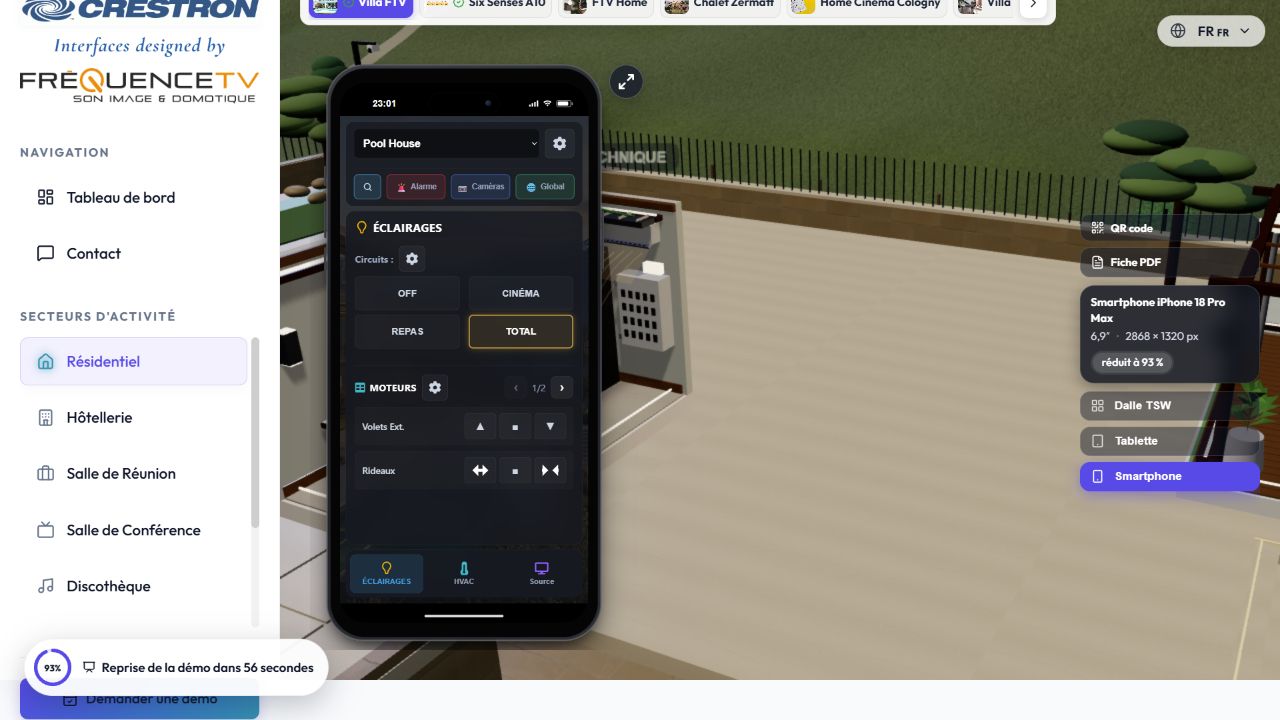 CRESTRON
Interfaces designed by
FRÉQUENCETV
SON IMAGE & DOMOTIQUE
NAVIGATION
Tableau de bord
Contact
SECTEURS D'ACTIVITÉ
Résidentiel
Hôtellerie
Salle de Réunion
Salle de Conférence
Discothèque
93%
Reprise de la démo dans 56 secondes
Demander une démo
Villa FTV
Six Senses A10
FTV Home
Chalet Zermatt
Home Cinema Cologny
Villa
FR FR
23:01
Pool House
Alarme
Caméras
Global
ÉCLAIRAGES
Circuits :
OFF
CINÉMA
REPAS
TOTAL
MOTEURS
1/2
Volets Ext.
Rideaux
ÉCLAIRAGES
HVAC
Source
CHNIQUE
QR code
Fiche PDF
Smartphone iPhone 18 Pro
Max
6,9″ · 2868 × 1320 px
réduit à 93 %
Dalle TSW
Tablette
Smartphone